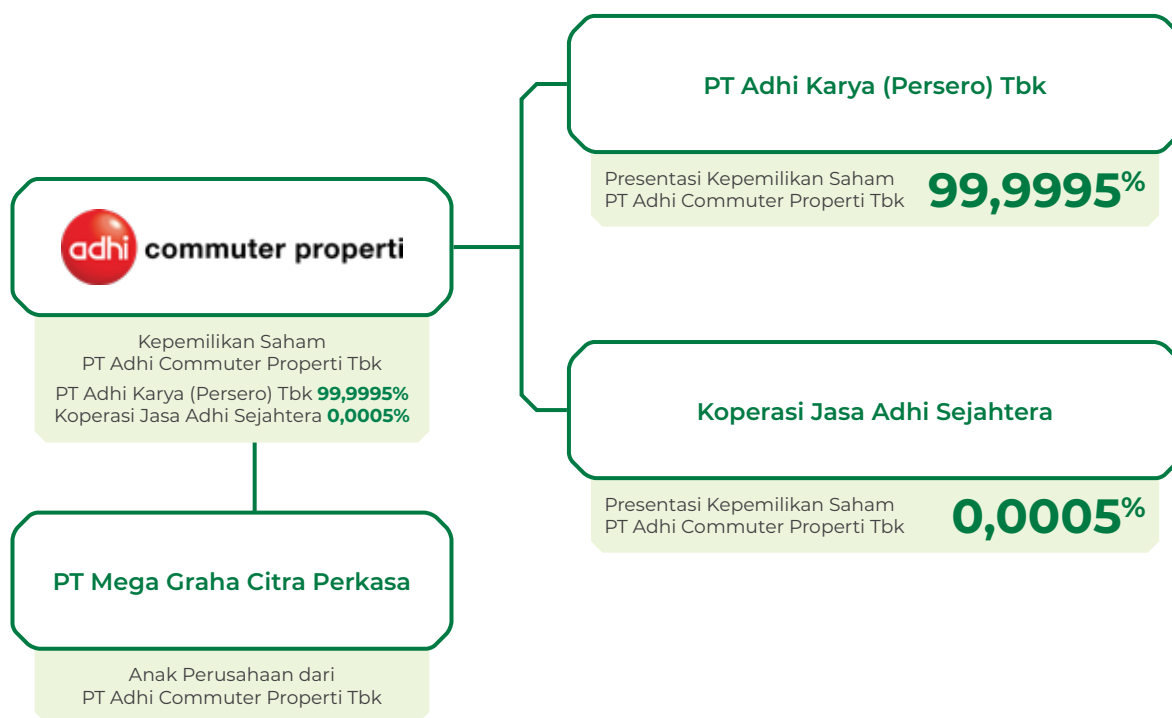 PT Adhi Karya (Persero) Tbk
Presentasi Kepemilikan Saham
PT Adhi Commuter Properti Tbk
99,9995%
adhi commuter properti
Kepemilikan Saham
PT Adhi Commuter Properti Tbk
PT Adhi Karya (Persero) Tbk 99,9995%
Koperasi Jasa Adhi Sejahtera 0,0005%
Koperasi Jasa Adhi Sejahtera
Presentasi Kepemilikan Saham
PT Adhi Commuter Properti Tbk
0,0005%
PT Mega Graha Citra Perkasa
Anak Perusahaan dari
PT Adhi Commuter Properti Tbk